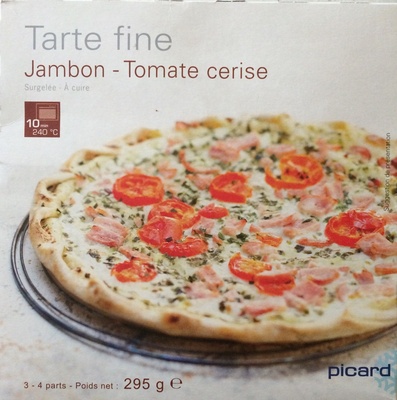 Tarte fine
Jambon - Tomate cerise
Surgelée - À cuire
10 min
240 °C
Suggestion de présentation
picard
3 - 4 parts - Poids net : 295 g ℮